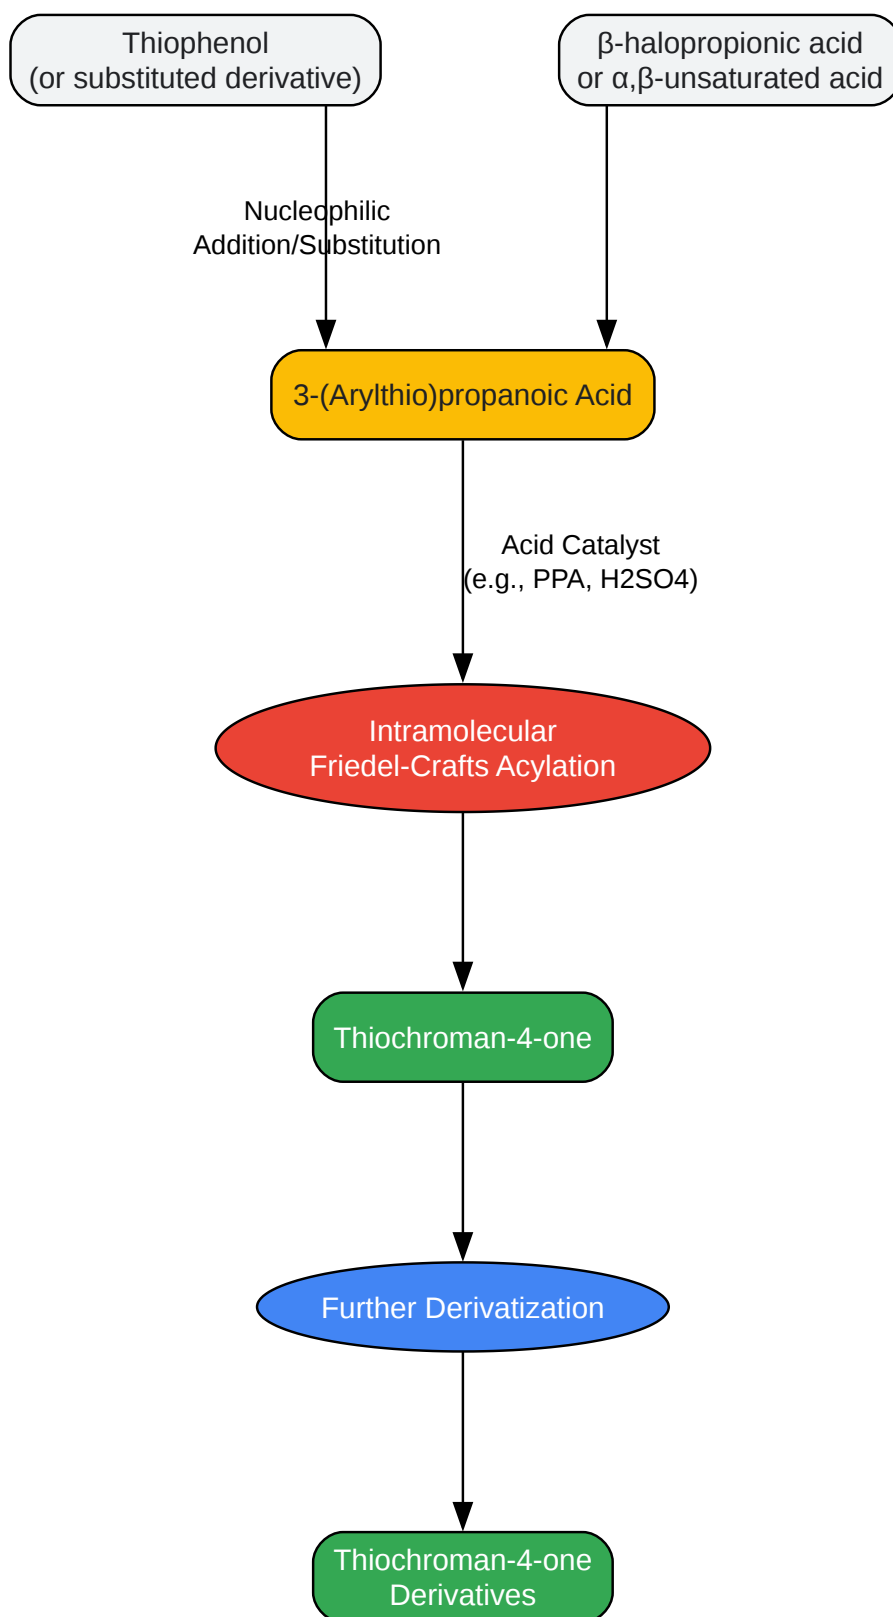 Thiophenol
(or substituted derivative)
β-halopropionic acid
or α,β-unsaturated acid
Nucleophilic
Addition/Substitution
3-(Arylthio)propanoic Acid
Acid Catalyst
(e.g., PPA, H2SO4)
Intramolecular
Friedel-Crafts Acylation
Thiochroman-4-one
Further Derivatization
Thiochroman-4-one
Derivatives